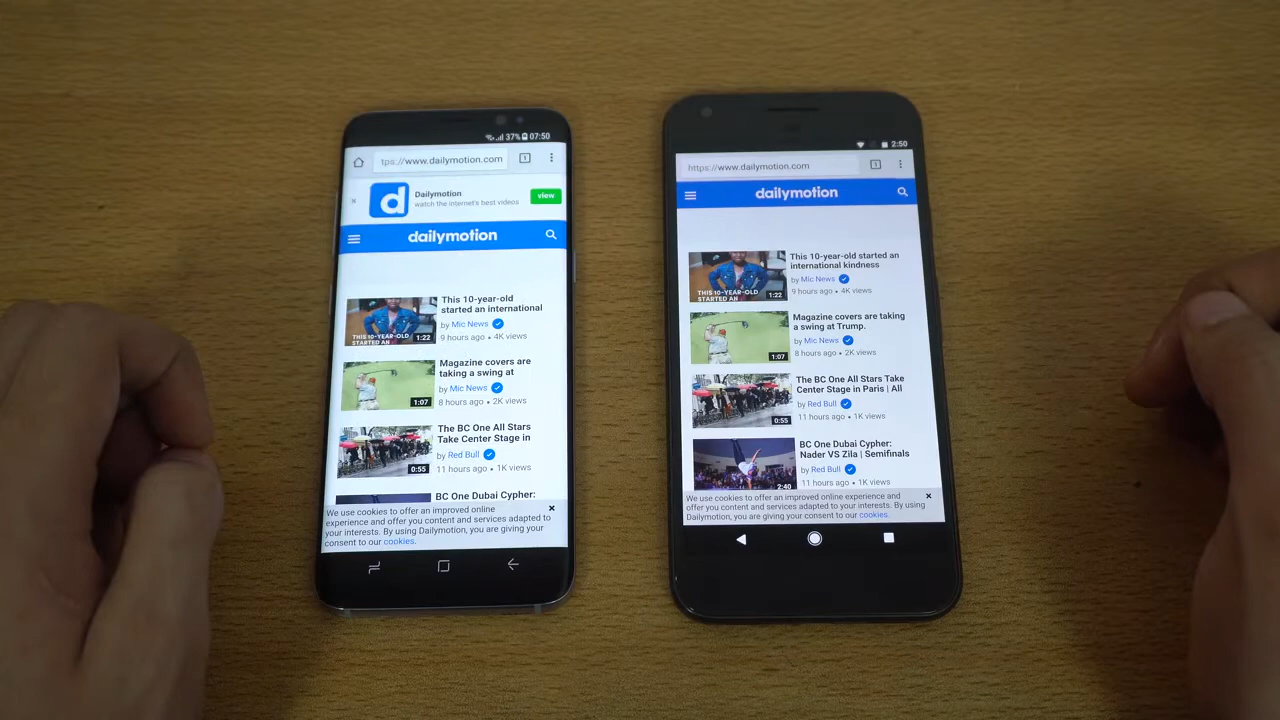 37% 07:50
tps://www.dailymotion.com
1
d
Dailymotion
watch the internet's best videos
view
dailymotion
THIS 10-YEAR-OLD
STARTED AN
1:22
This 10-year-old
started an international
by Mic News
9 hours ago • 4K views
1:07
Magazine covers are
taking a swing at
by Mic News
8 hours ago • 2K views
0:55
The BC One All Stars
Take Center Stage in
by Red Bull
11 hours ago • 1K views
BC One Dubai Cypher:
We use cookies to offer an improved online
experience and offer you content and services adapted to
your interests. By using Dailymotion, you are giving your
consent to our cookies.
2:50
https://www.dailymotion.com
1
dailymotion
THIS 10-YEAR-OLD
STARTED AN
1:22
This 10-year-old started an
international kindness
by Mic News
9 hours ago • 4K views
1:07
Magazine covers are taking
a swing at Trump.
by Mic News
8 hours ago • 2K views
0:55
The BC One All Stars Take
Center Stage in Paris | All
by Red Bull
11 hours ago • 1K views
2:40
BC One Dubai Cypher:
Nader VS Zila | Semifinals
by Red Bull
11 hours ago • 1K views
We use cookies to offer an improved online experience and
offer you content and services adapted to your interests. By using
Dailymotion, you are giving your consent to our cookies.